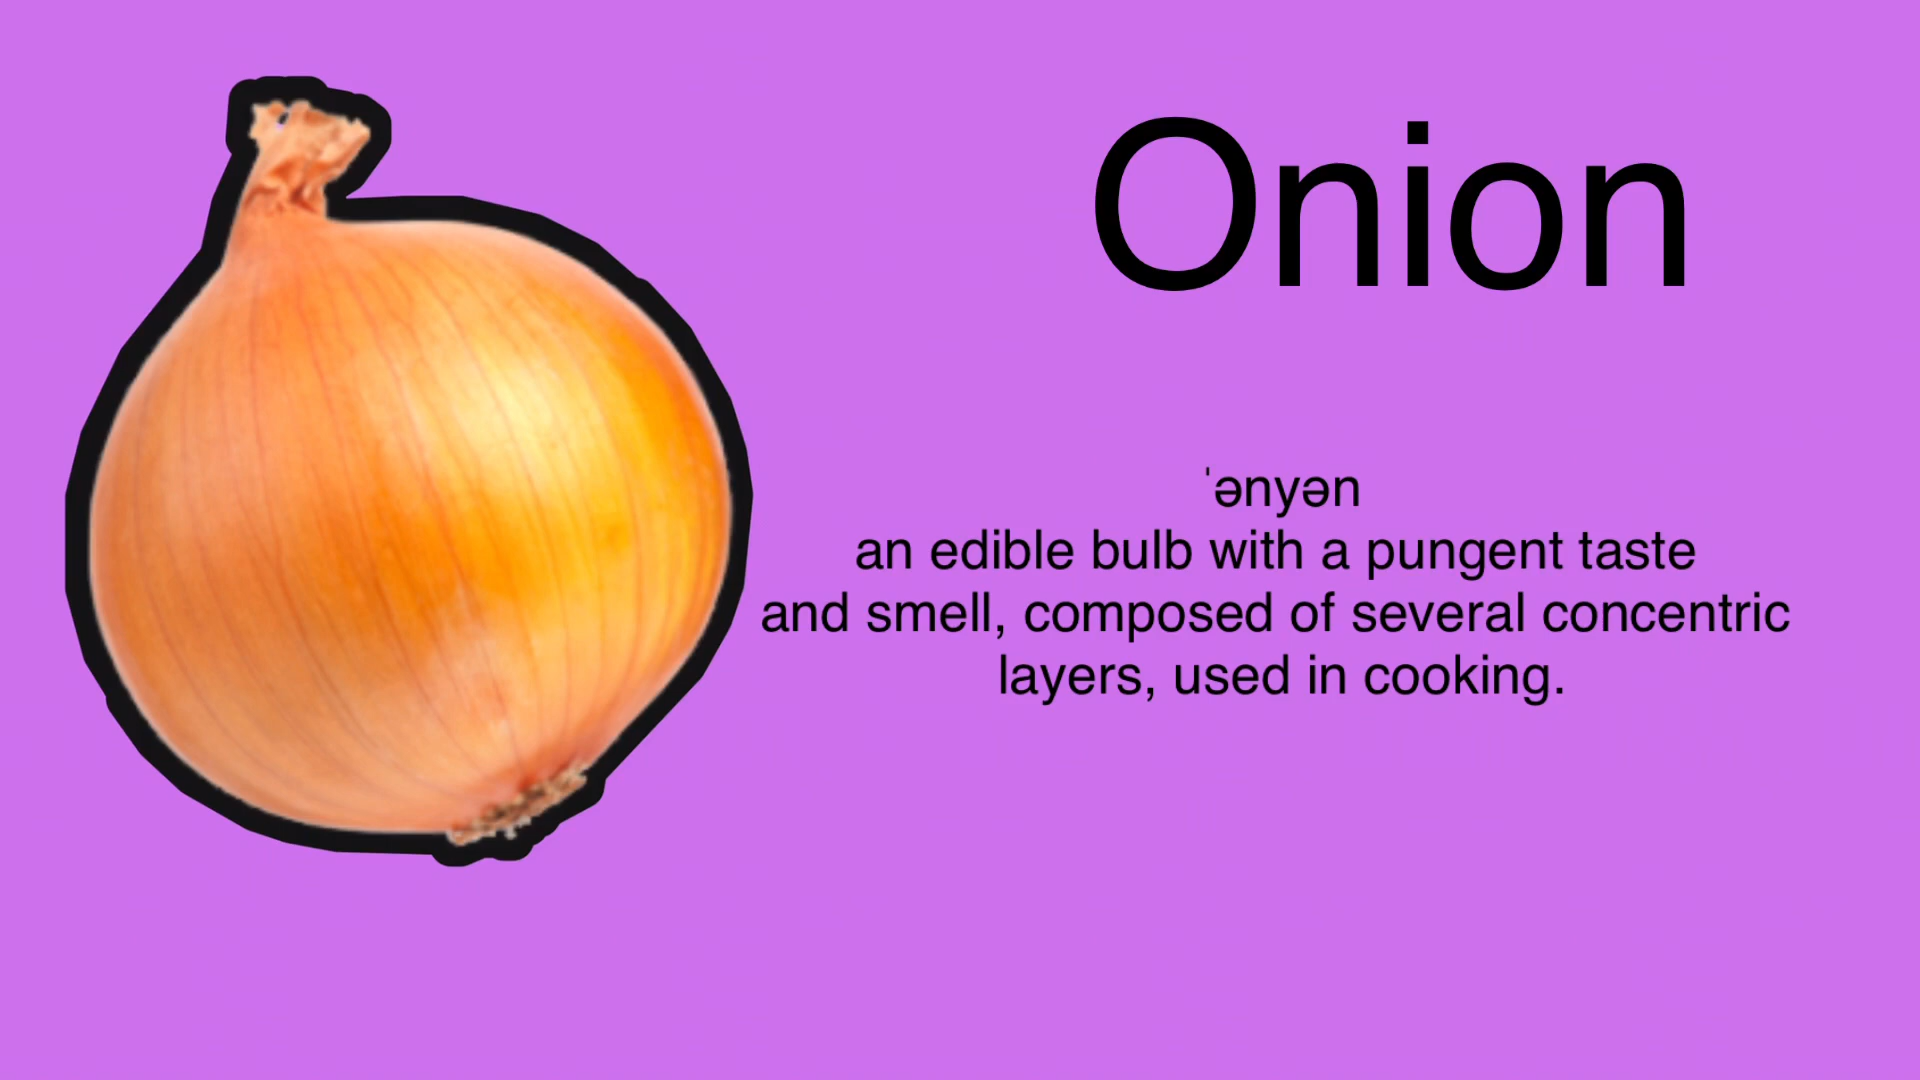 Onion
ˈənyən
an edible bulb with a pungent taste
and smell, composed of several concentric
layers, used in cooking.